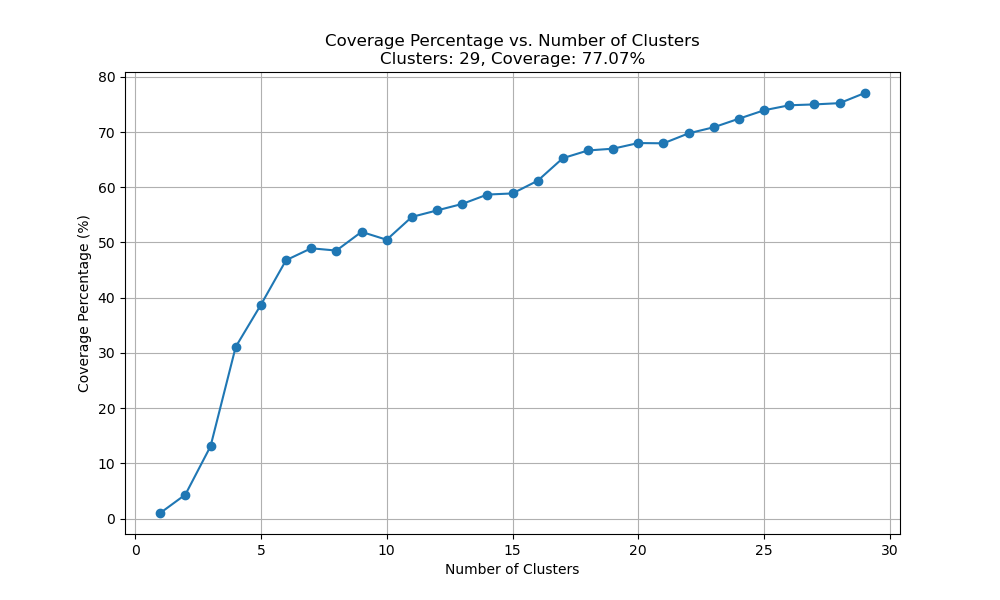 Coverage Percentage vs. Number of Clusters
Clusters: 29, Coverage: 77.07%
80
70
60
50
40
30
20
10
0
Coverage Percentage (%)
0 5 10 15 20 25 30
Number of Clusters